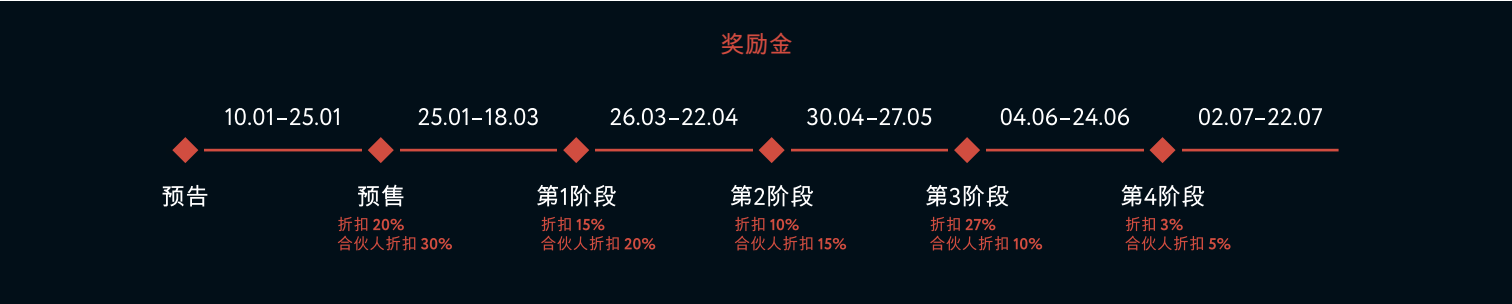 奖励金
10.01–25.01
25.01–18.03
26.03–22.04
30.04–27.05
04.06–24.06
02.07–22.07
预告
预售
折扣 20%
合伙人折扣 30%
第1阶段
折扣 15%
合伙人折扣 20%
第2阶段
折扣 10%
合伙人折扣 15%
第3阶段
折扣 27%
合伙人折扣 10%
第4阶段
折扣 3%
合伙人折扣 5%